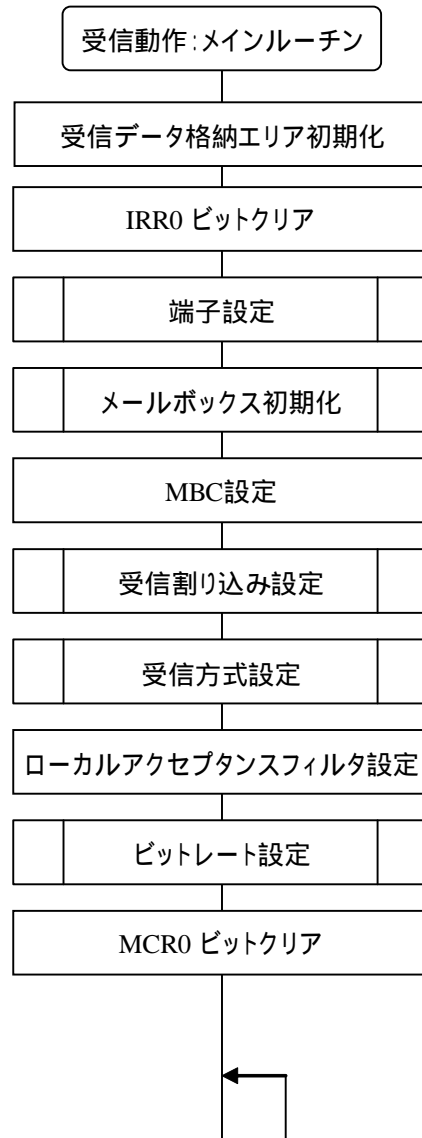 受信動作:メインルーチン
受信データ格納エリア初期化
IRR0 ビットクリア
端子設定
メールボックス初期化
MBC設定
受信割り込み設定
受信方式設定
ローカルアクセプタンスフィルタ設定
ビットレート設定
MCR0 ビットクリア